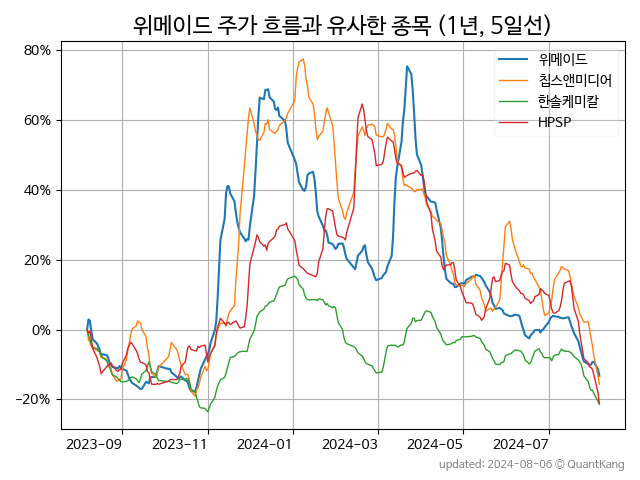 위메이드 주가 흐름과 유사한 종목 (1년, 5일선)
위메이드
칩스앤미디어
한솔케미칼
HPSP
80%
60%
40%
20%
0%
−20%
2023-09
2023-11
2024-01
2024-03
2024-05
2024-07
updated: 2024-08-06 © QuantKang